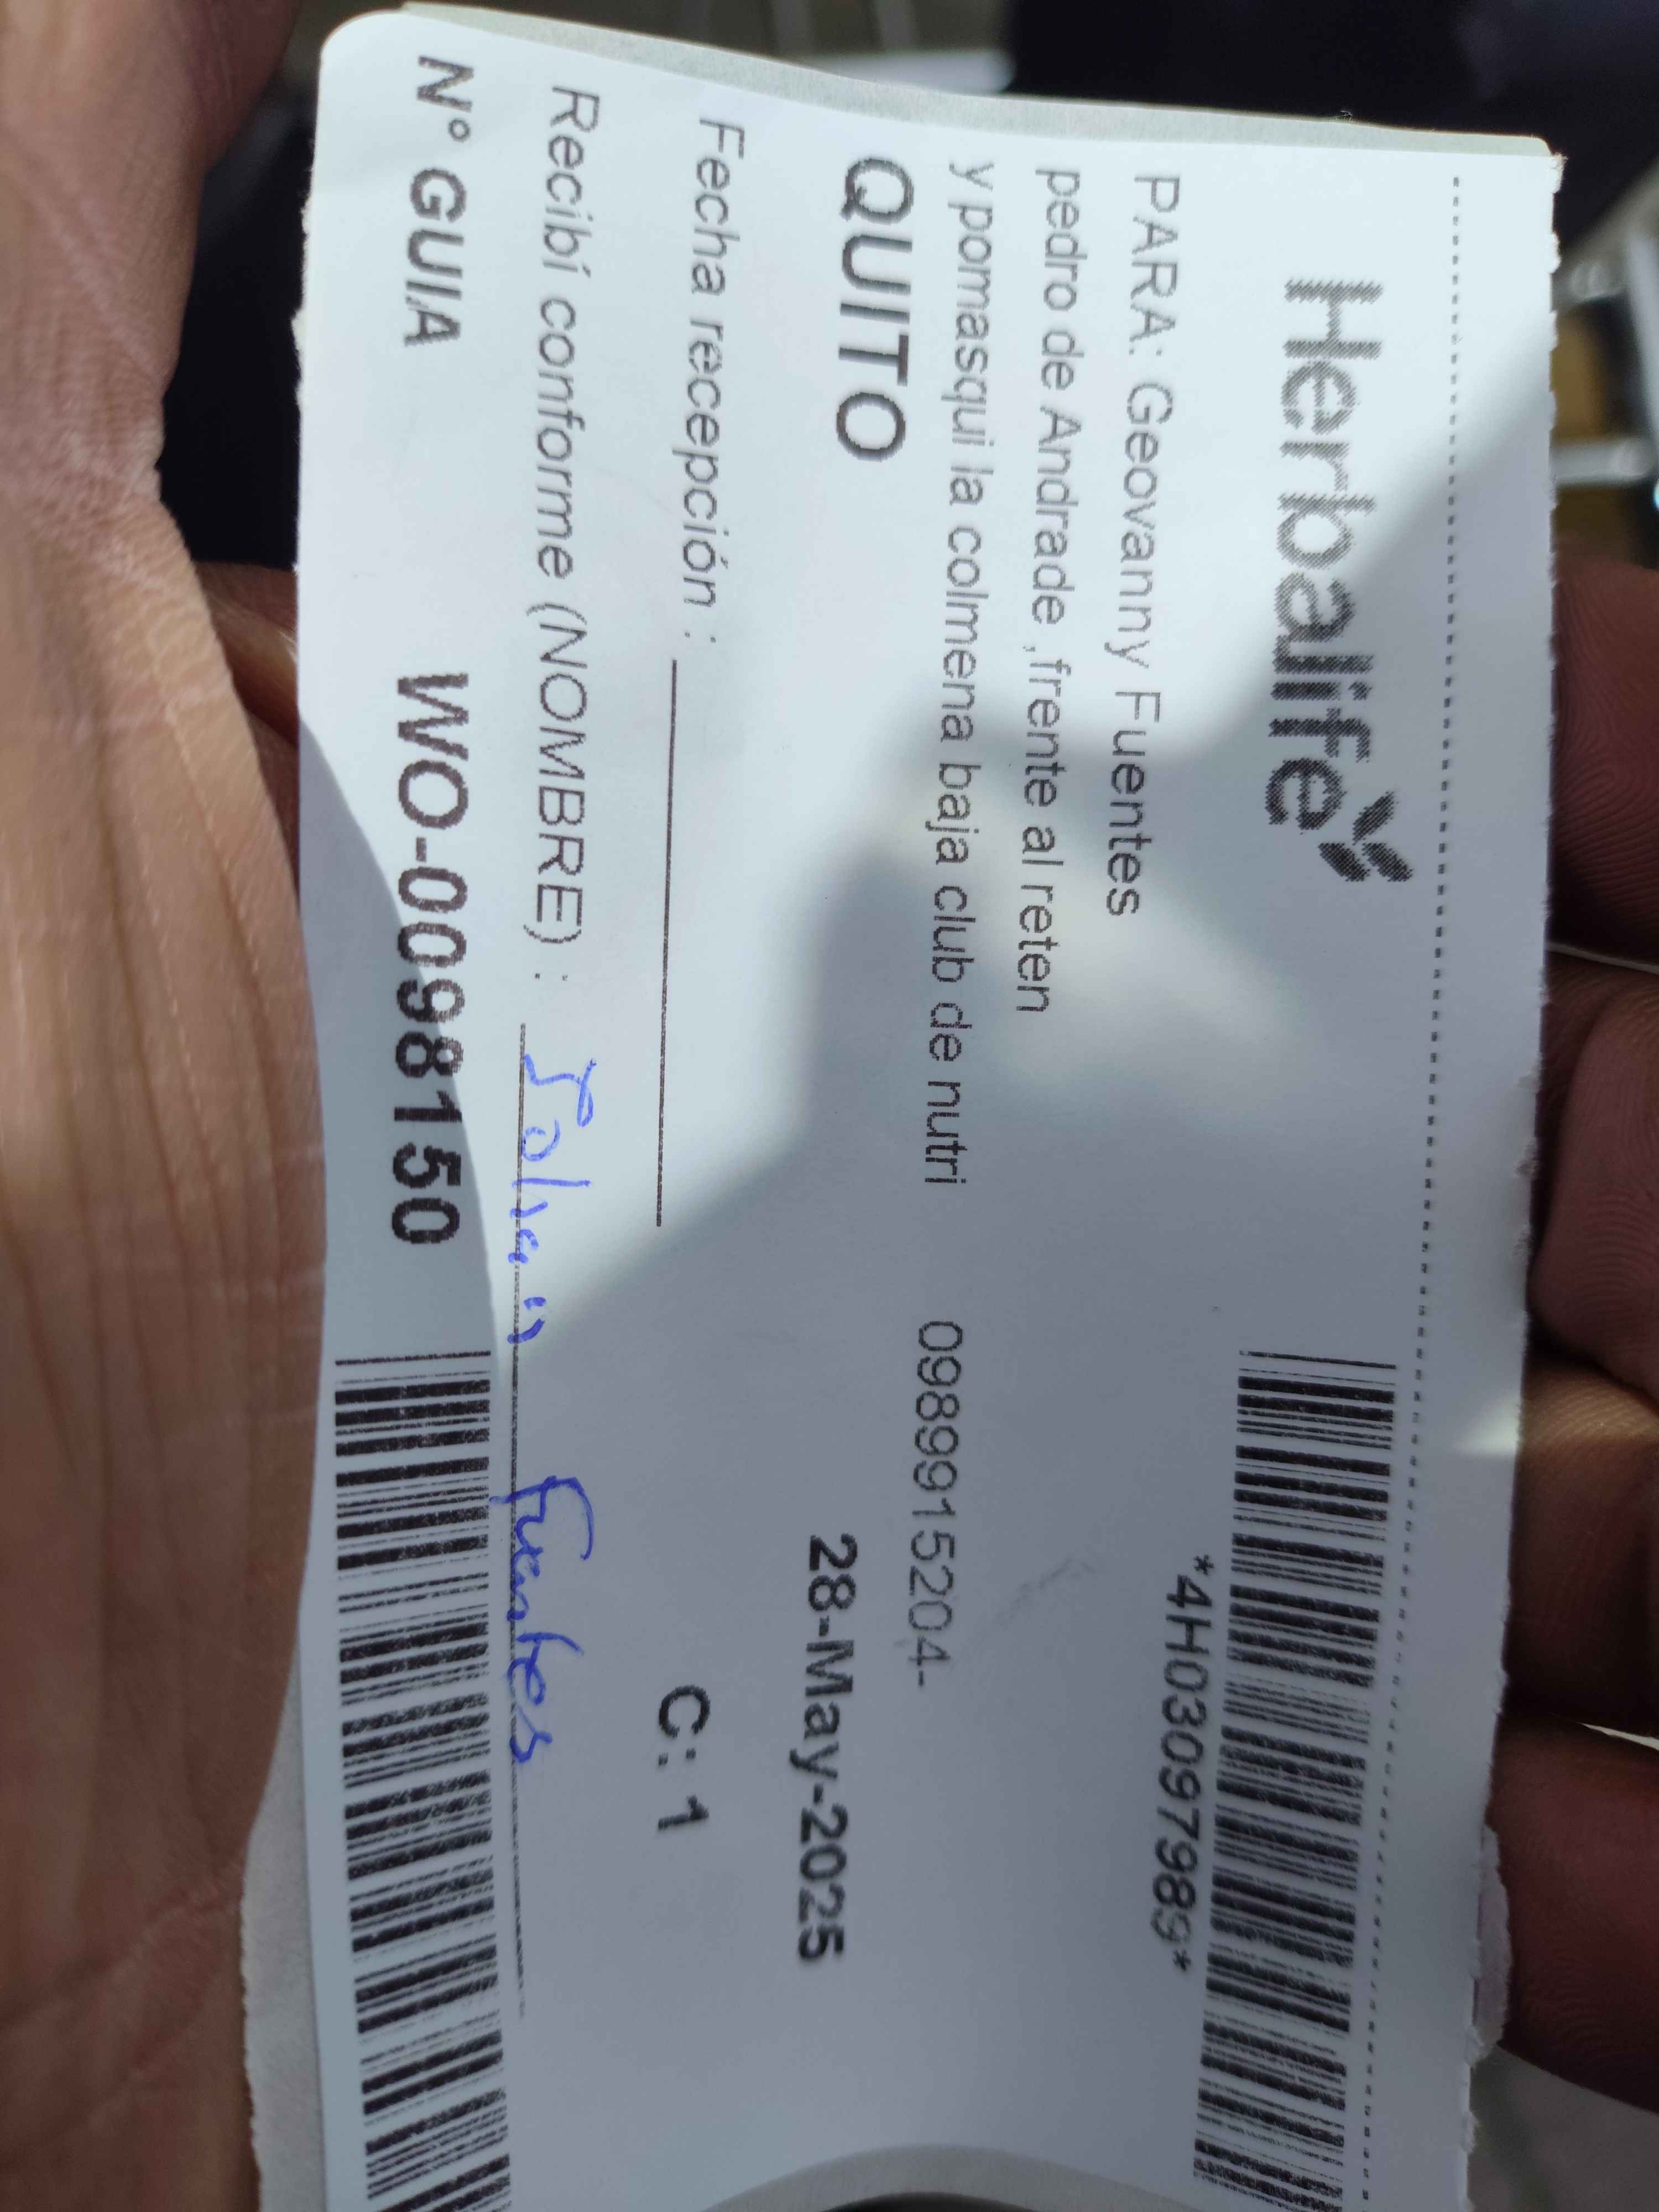 Herbalife
*4H03097989*
PARA: Geovanny Fuentes
pedro de Andrade ,frente al reten
y pomasqui la colmena baja club de nutri 0989915204-
QUITO 28-May-2025
Fecha recepción : C: 1
Recibí conforme (NOMBRE) : Fuentes
N° GUIA WO-0098150